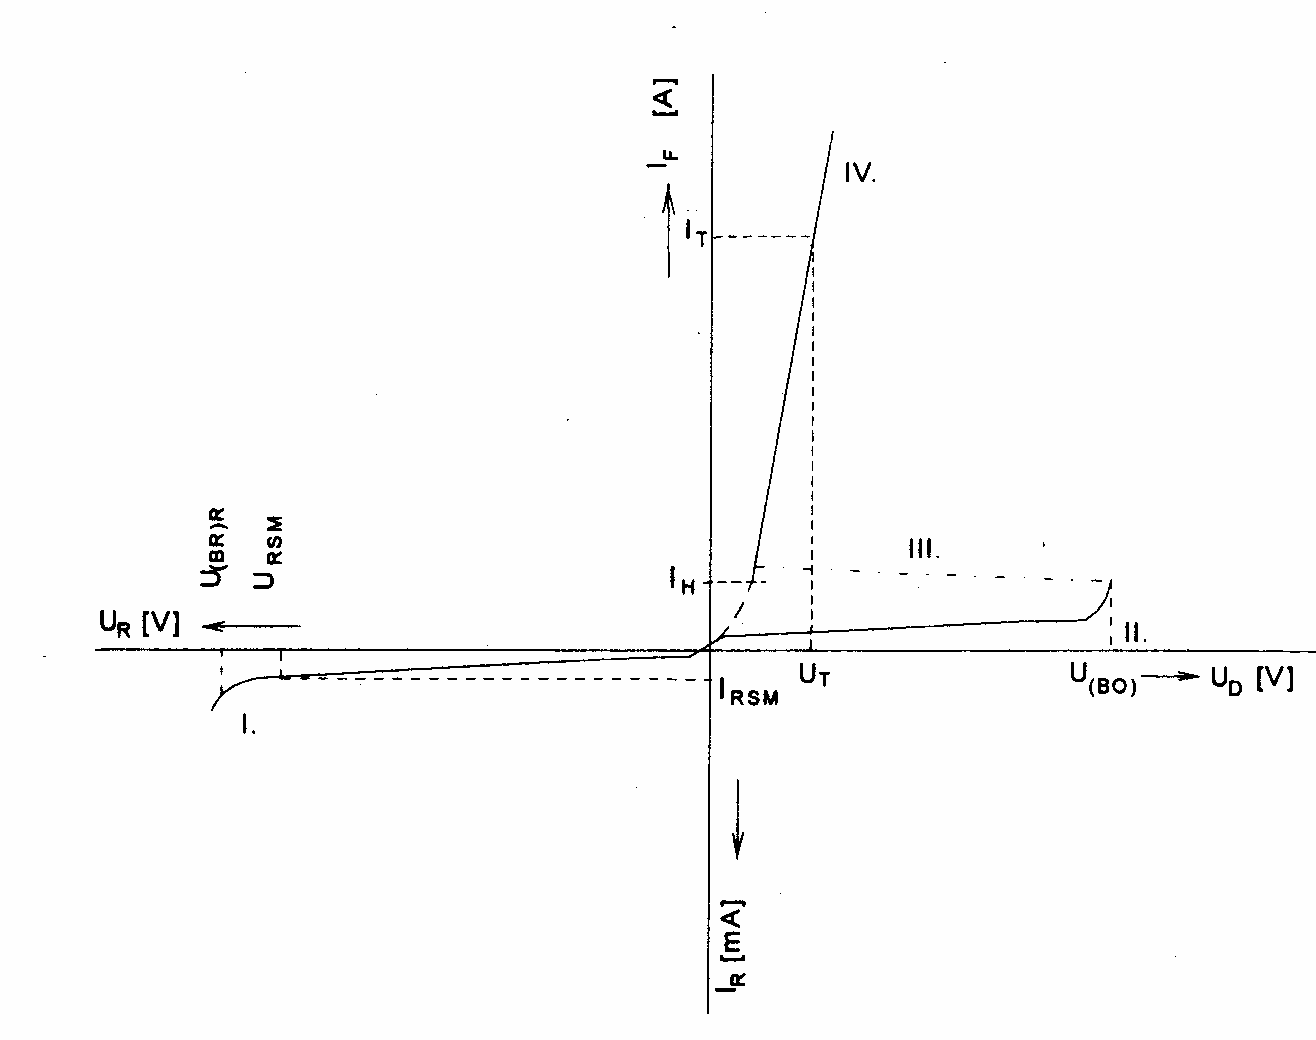 I_F [A]
IV.
I_T
III.
U_(BR)R
U_RSM
I_H
U_R [V]
II.
U_T
U_(BO)
U_D [V]
I_RSM
I.
I_R [mA]